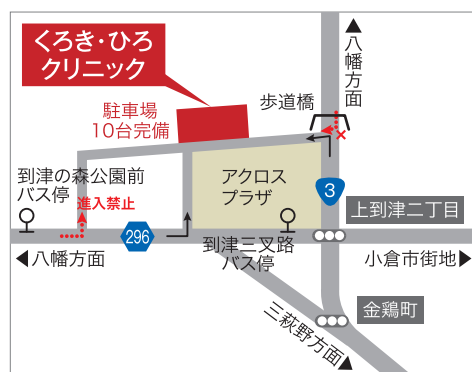 くろき・ひろ
クリニック
駐車場
10台完備
歩道橋
八幡方面
到津の森公園前
バス停
進入禁止
アクロス
プラザ
3
上到津二丁目
296
到津三叉路
バス停
八幡方面
小倉市街地
金鶏町
三萩野方面